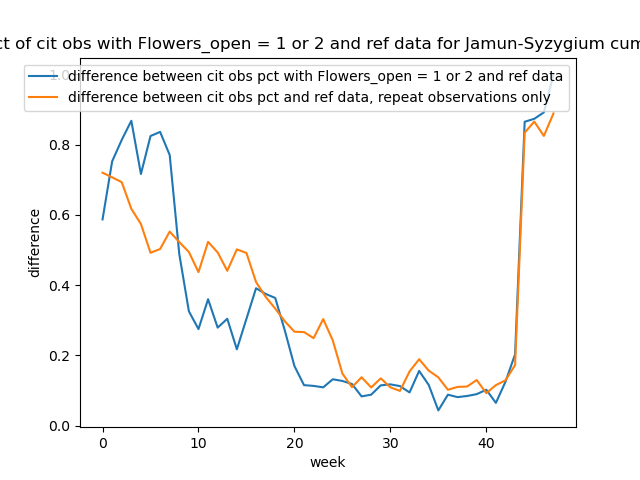 ct of cit obs with Flowers_open = 1 or 2 and ref data for Jamun-Syzygium cum
difference between cit obs pct with Flowers_open = 1 or 2 and ref data
difference between cit obs pct and ref data, repeat observations only
1.0
0.8
0.6
0.4
0.2
0.0
difference
0 10 20 30 40
week